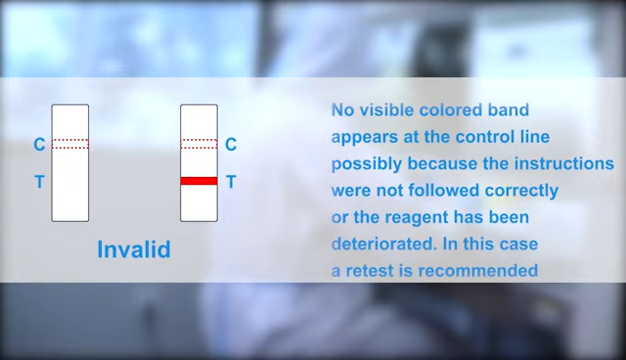 C
T
C
T
Invalid
No visible colored band
appears at the control line
possibly because the instructions
were not followed correctly
or the reagent has been
deteriorated. In this case
a retest is recommended